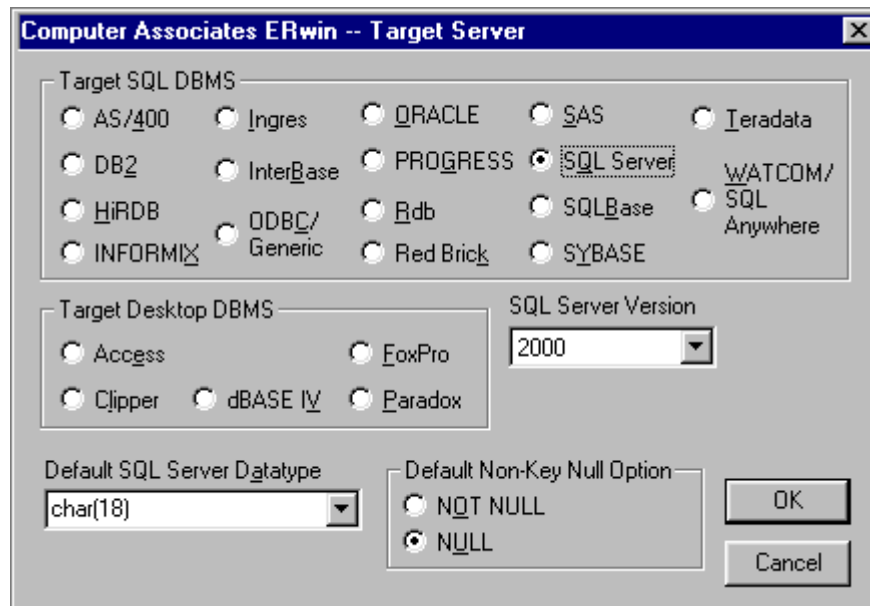 Computer Associates ERwin -- Target Server
Target SQL DBMS
AS/400 Ingres ORACLE SAS Teradata
DB2 InterBase PROGRESS SQL Server WATCOM/
SQL
Anywhere
HiRDB ODBC/
Generic Rdb SQLBase
INFORMIX Red Brick SYBASE
Target Desktop DBMS
SQL Server Version
Access FoxPro
2000
Clipper dBASE IV Paradox
Default SQL Server Datatype
char(18)
Default Non-Key Null Option
NOT NULL
NULL
OK
Cancel